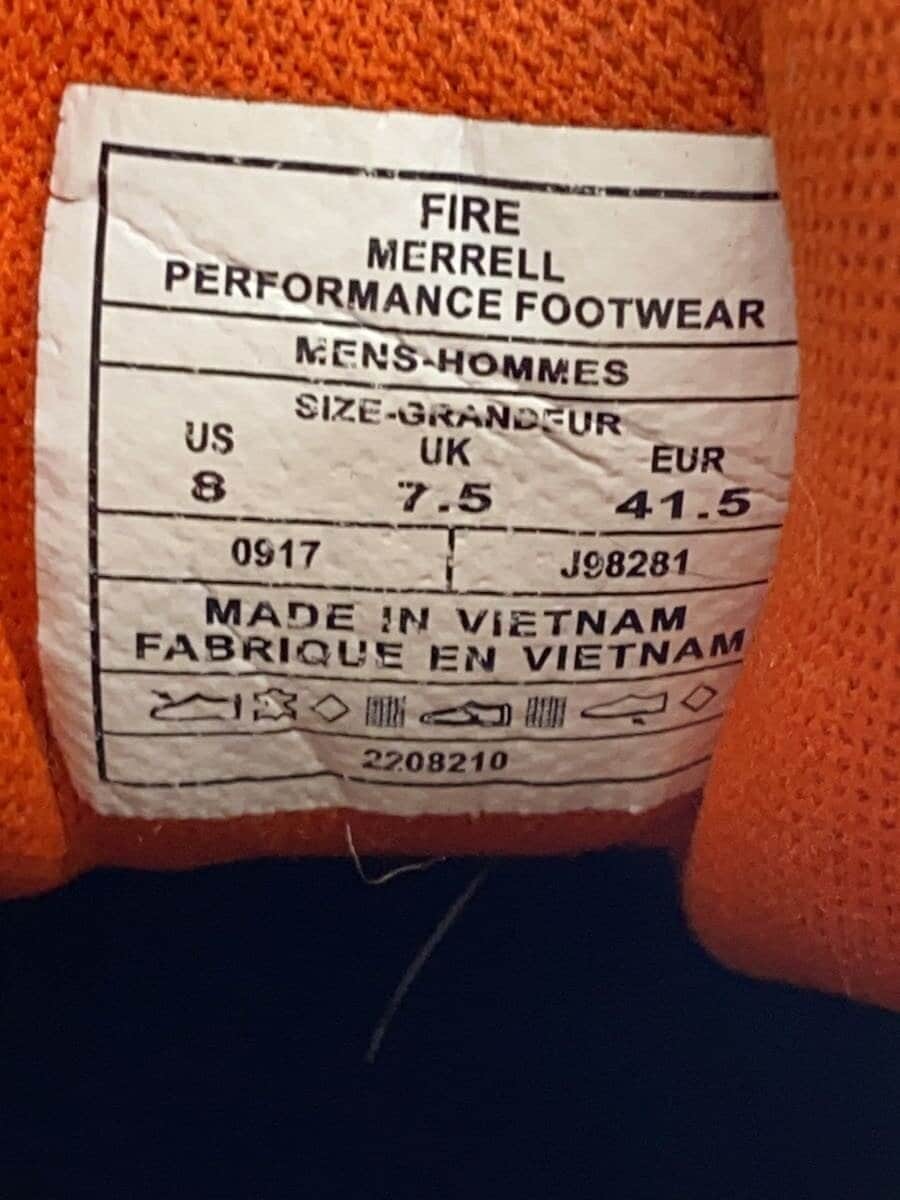 FIRE
MERRELL
PERFORMANCE FOOTWEAR
MENS-HOMMES
SIZE-GRANDEUR
US UK EUR
8 7.5 41.5
0917 J98281
MADE IN VIETNAM
FABRIQUE EN VIETNAM
2208210